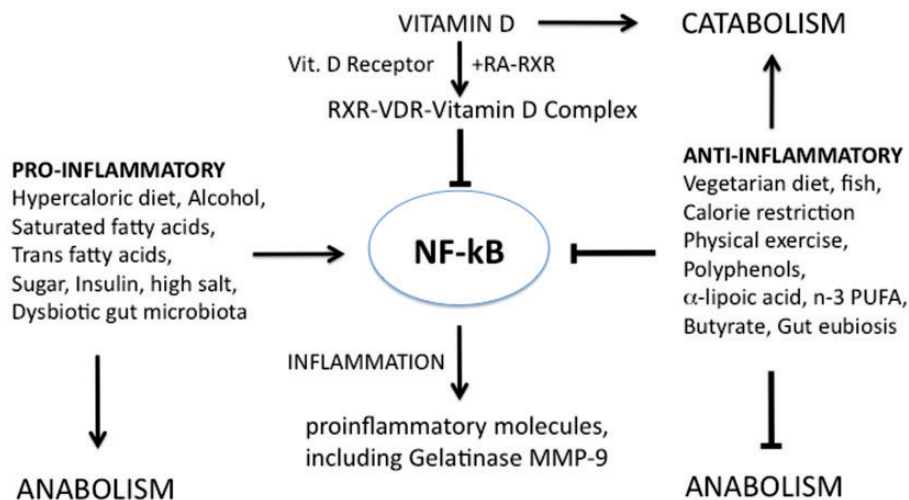 VITAMIN D
CATABOLISM
Vit. D Receptor
+RA-RXR
RXR-VDR-Vitamin D Complex
PRO-INFLAMMATORY
Hypercaloric diet, Alcohol,
Saturated fatty acids,
Trans fatty acids,
Sugar, Insulin, high salt,
Dysbiotic gut microbiota
NF-kB
ANTI-INFLAMMATORY
Vegetarian diet, fish,
Calorie restriction
Physical exercise,
Polyphenols,
α-lipoic acid, n-3 PUFA,
Butyrate, Gut eubiosis
INFLAMMATION
proinflammatory molecules,
including Gelatinase MMP-9
ANABOLISM
ANABOLISM